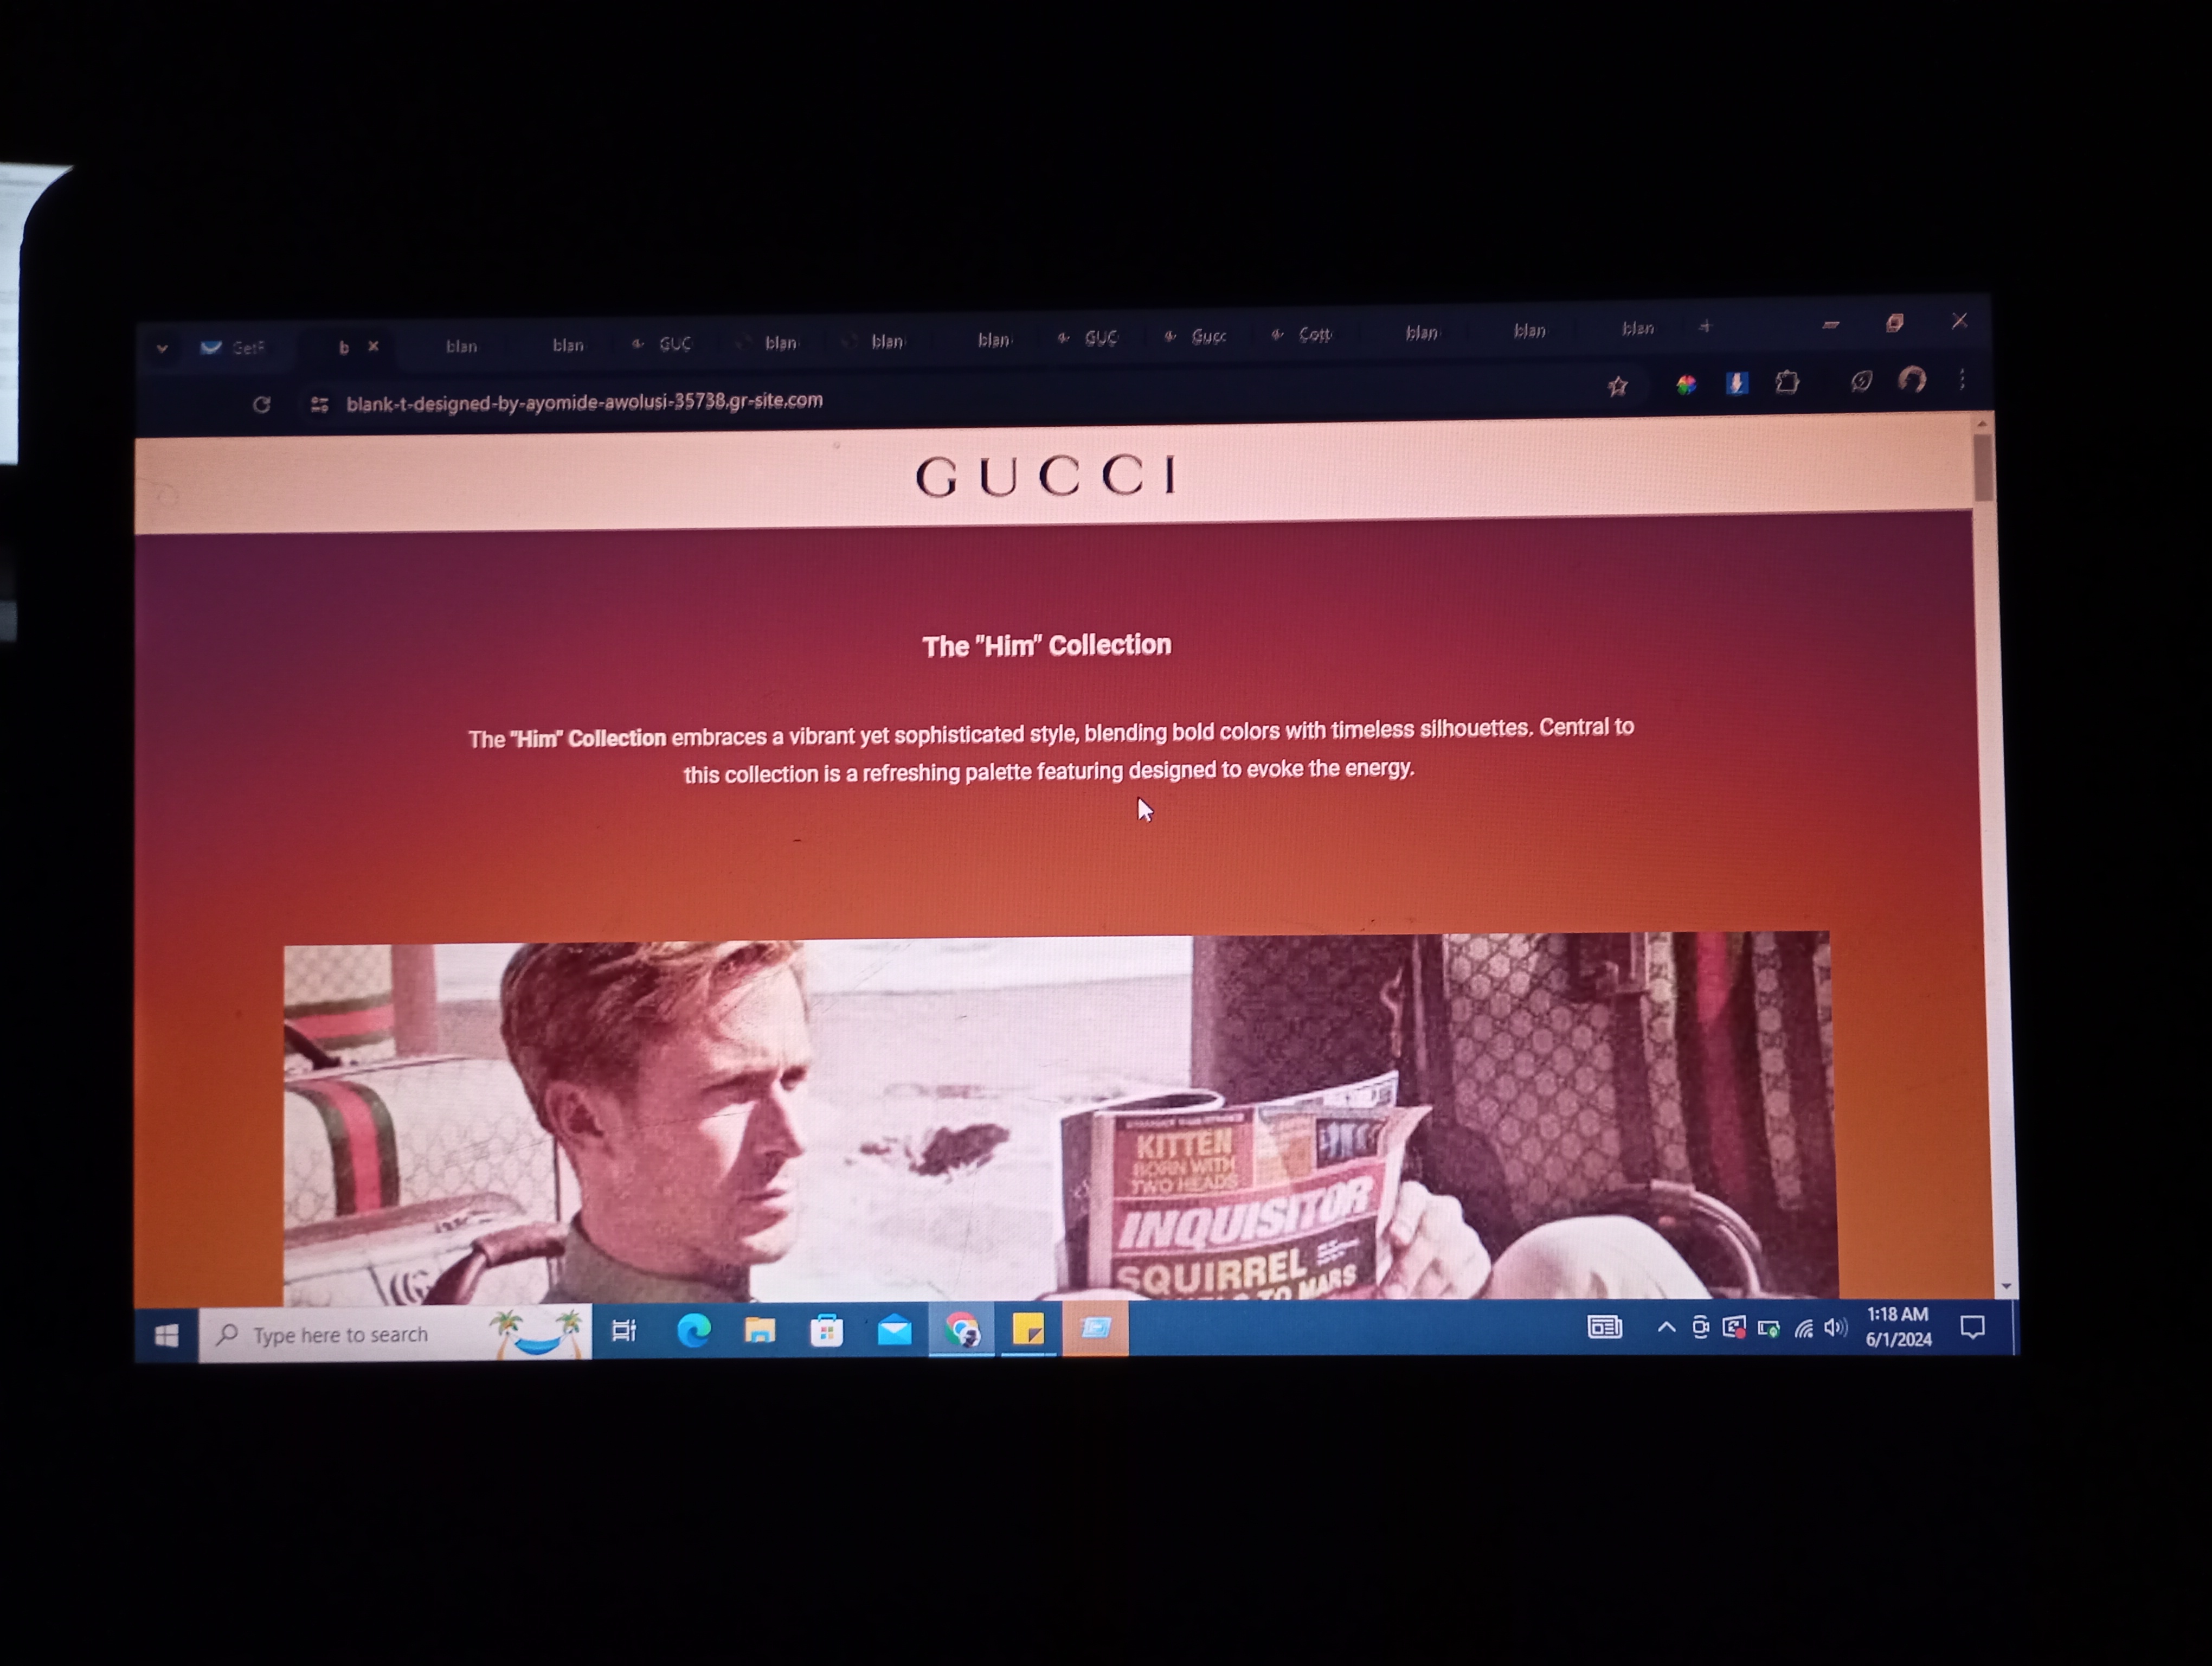 GetF
b
blan
blan
GUC
blan
blan
blan
GUC
Gucc
Cott
blan
blan
blan
blank-t-designed-by-ayomide-awolusi-35738.gr-site.com
GUCCI
The "Him" Collection
The "Him" Collection embraces a vibrant yet sophisticated style, blending bold colors with timeless silhouettes. Central to
this collection is a refreshing palette featuring designed to evoke the energy.
KITTEN
BORN WITH
TWO HEADS
INQUISITOR
SQUIRREL
TO MARS
Type here to search
1:18 AM
6/1/2024